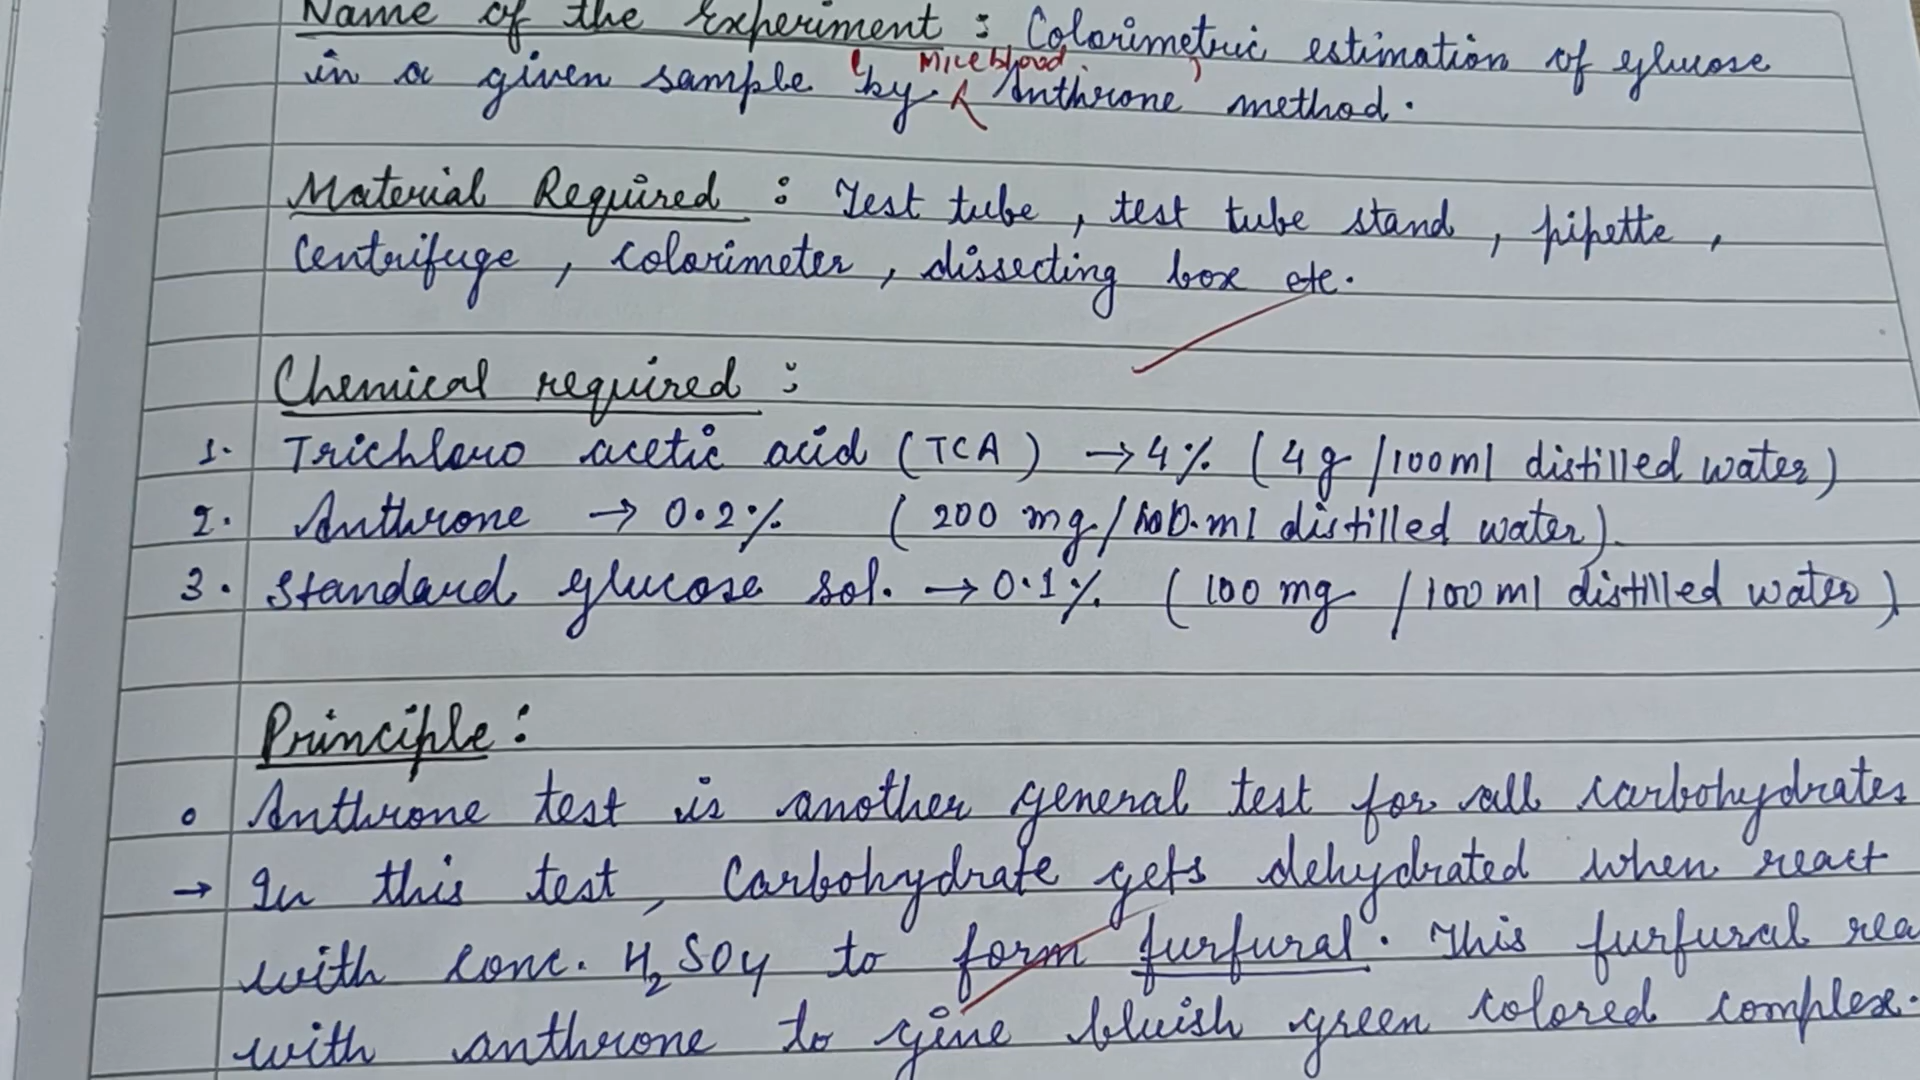 Name of the Experiment : Colorimetric estimation of glucose
in a given sample (Mice blood) by 'Anthrone' method.
Material Required : Test tube, test tube stand, pipette,
Centrifuge, colorimeter, dissecting box etc.
Chemical required :
1. Trichloro acetic acid (TCA) → 4% (4g/100ml distilled water)
2. Anthrone → 0.2% (200 mg/100.ml distilled water).
3. Standard glucose sol. → 0.1% (100 mg /100 ml distilled water)
Principle :
o Anthrone test is another general test for all carbohydrates
→ In this test, Carbohydrate gets dehydrated when react
with conc. H₂SO4 to form furfural. This furfural rea
with anthrone to give bluish green colored complex.